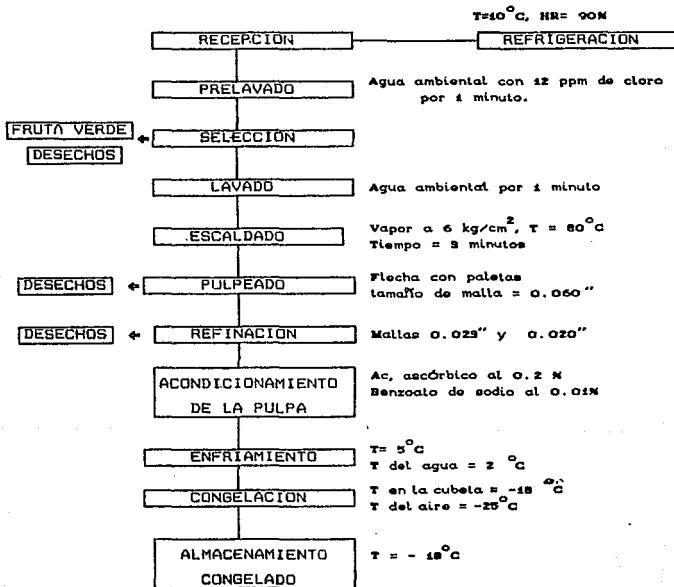 T=10°C, HR= 90%
RECEPCION
REFRIGERACION
PRELAVADO
Agua ambiental con 12 ppm de cloro
por 1 minuto.
FRUTA VERDE
DESECHOS
SELECCION
LAVADO
Agua ambiental por 1 minuto
ESCALDADO
Vapor a 6 kg/cm², T = 80°C
Tiempo = 3 minutos
DESECHOS
PULPEADO
Flecha con paletas
tamaño de malla = 0.060"
DESECHOS
REFINACION
Mallas 0.023" y 0.020"
ACONDICIONAMIENTO
DE LA PULPA
Ac, ascórbico al 0.2 %
Benzoato de sodio al 0.01%
ENFRIAMIENTO
T= 5°C
T del agua = 2 °C
CONGELACION
T en la cubeta = -18 °C
T del aire = -25°C
ALMACENAMIENTO
CONGELADO
T = - 18°C